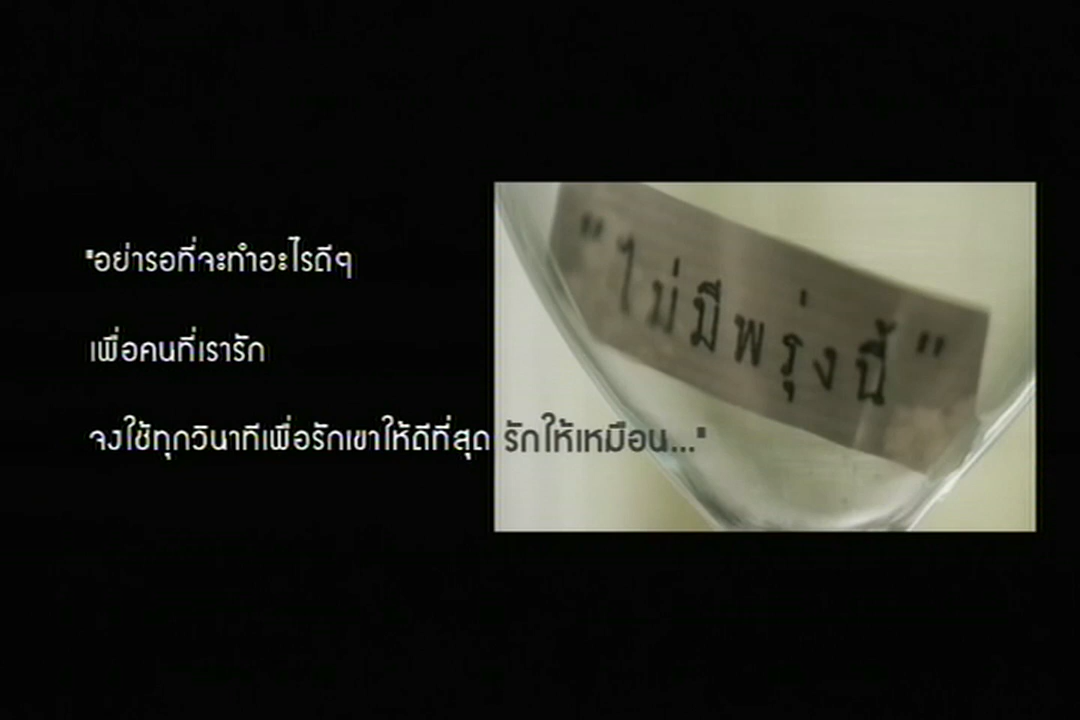 "อย่ารอที่จะทำอะไรดีๆ
เพื่อคนที่เรารัก
จงใช้ทุกวินาทีเพื่อรักเขาให้ดีที่สุด รักให้เหมือน..."
"ไม่มีพรุ่งนี้"